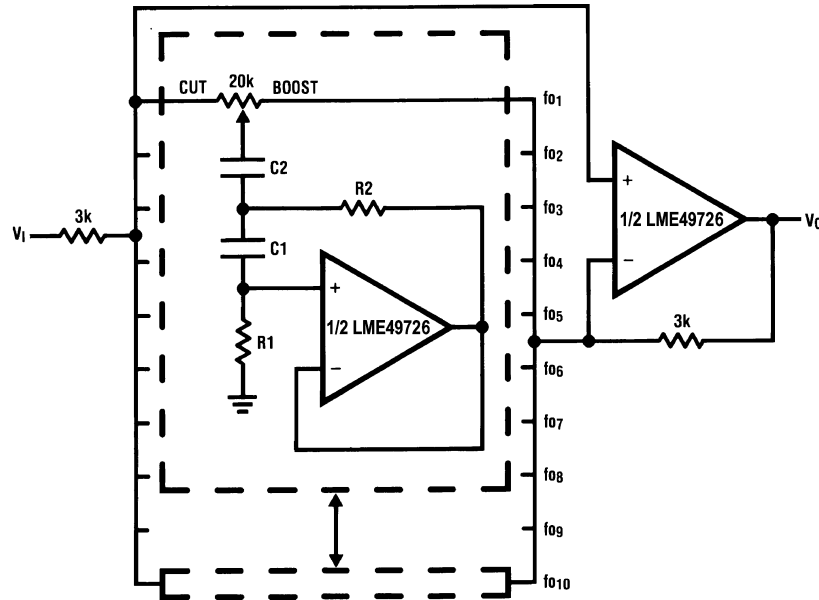 CUT 20k BOOST
C2
R2
3k
VI
C1
R1
+
1/2 LME49726
−
fo1
fo2
fo3
fo4
fo5
fo6
fo7
fo8
fo9
fo10
+
1/2 LME49726
−
3k